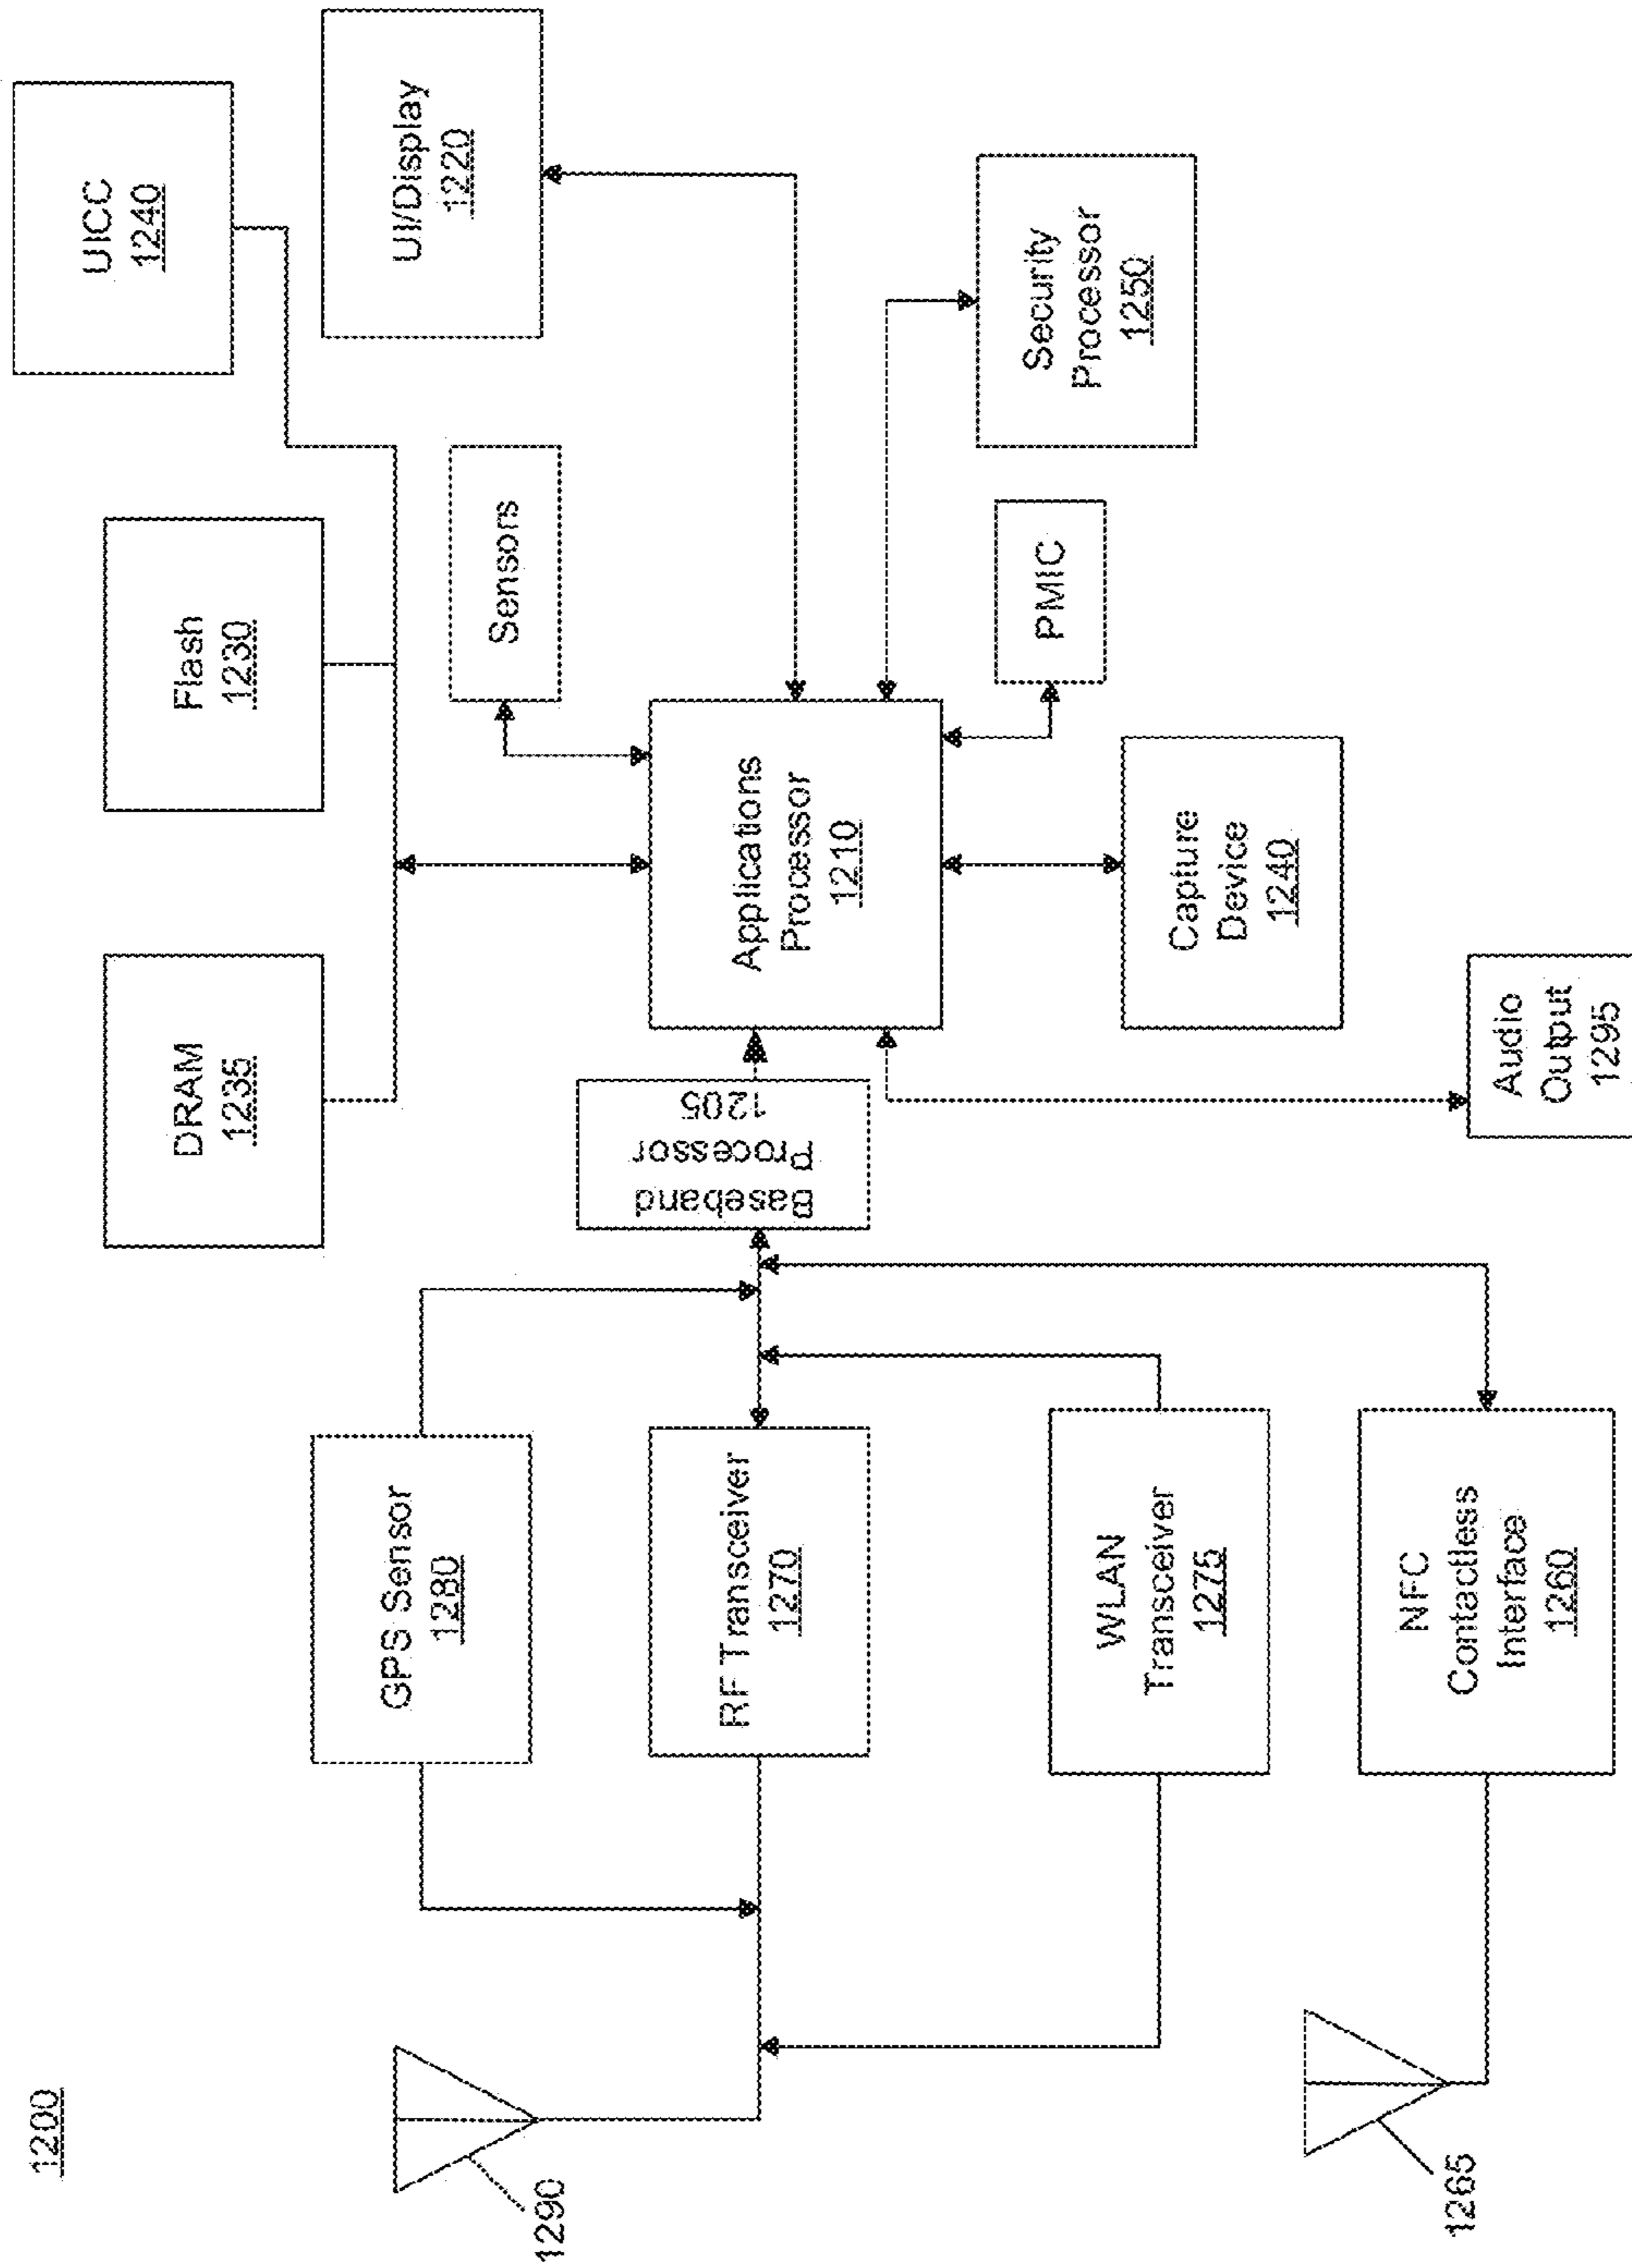 1200
UICC
1240
Flash
1230
DRAM
1235
UI/Display
1220
Sensors
GPS Sensor
1280
1290
Applications
Processor
1210
Baseband
Processor
1205
RF Transceiver
1270
Security
Processor
1250
PMIC
WLAN
Transceiver
1275
Capture
Device
1240
NFC
Contactless
Interface
1260
1265
Audio
Output
1295